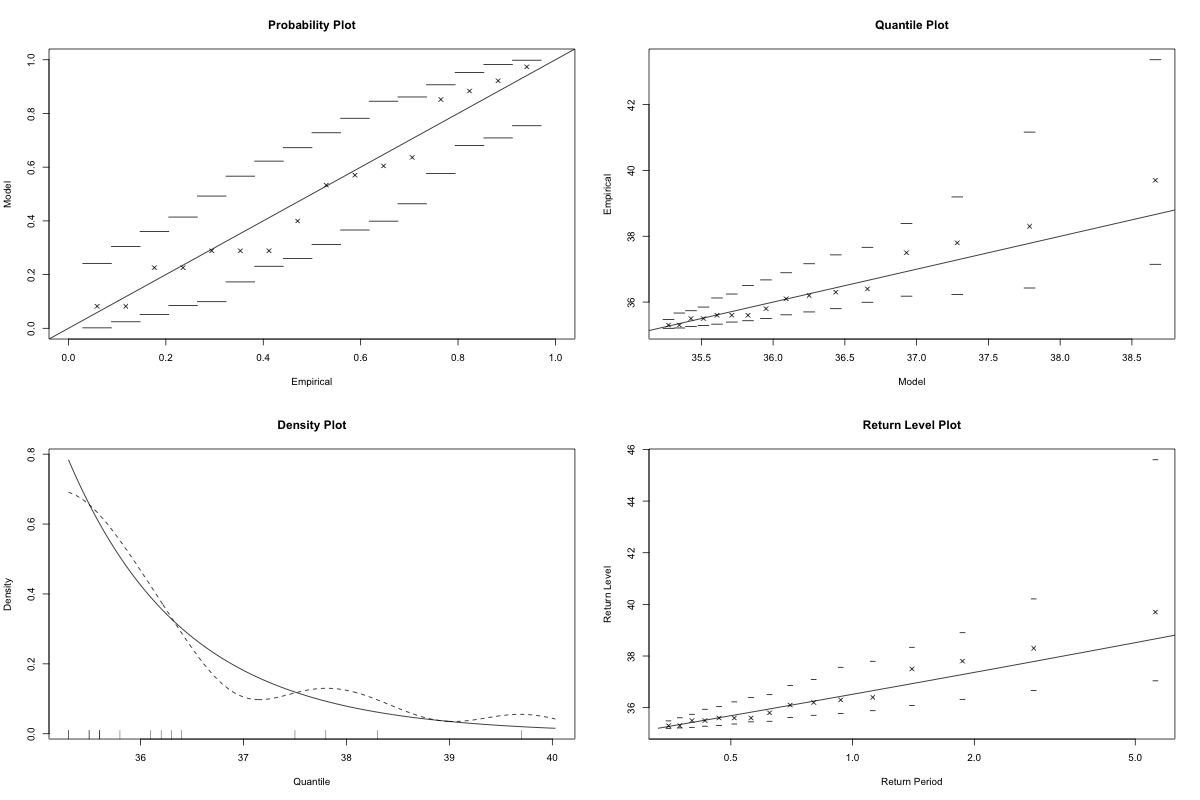 Probability Plot
Model
1.0
0.8
0.6
0.4
0.2
0.0
0.0 0.2 0.4 0.6 0.8 1.0
Empirical
Quantile Plot
Empirical
42
40
38
36
35.5 36.0 36.5 37.0 37.5 38.0 38.5
Model
Density Plot
Density
0.8
0.6
0.4
0.2
0.0
36 37 38 39 40
Quantile
Return Level Plot
Return Level
46
44
42
40
38
36
0.5 1.0 2.0 5.0
Return Period